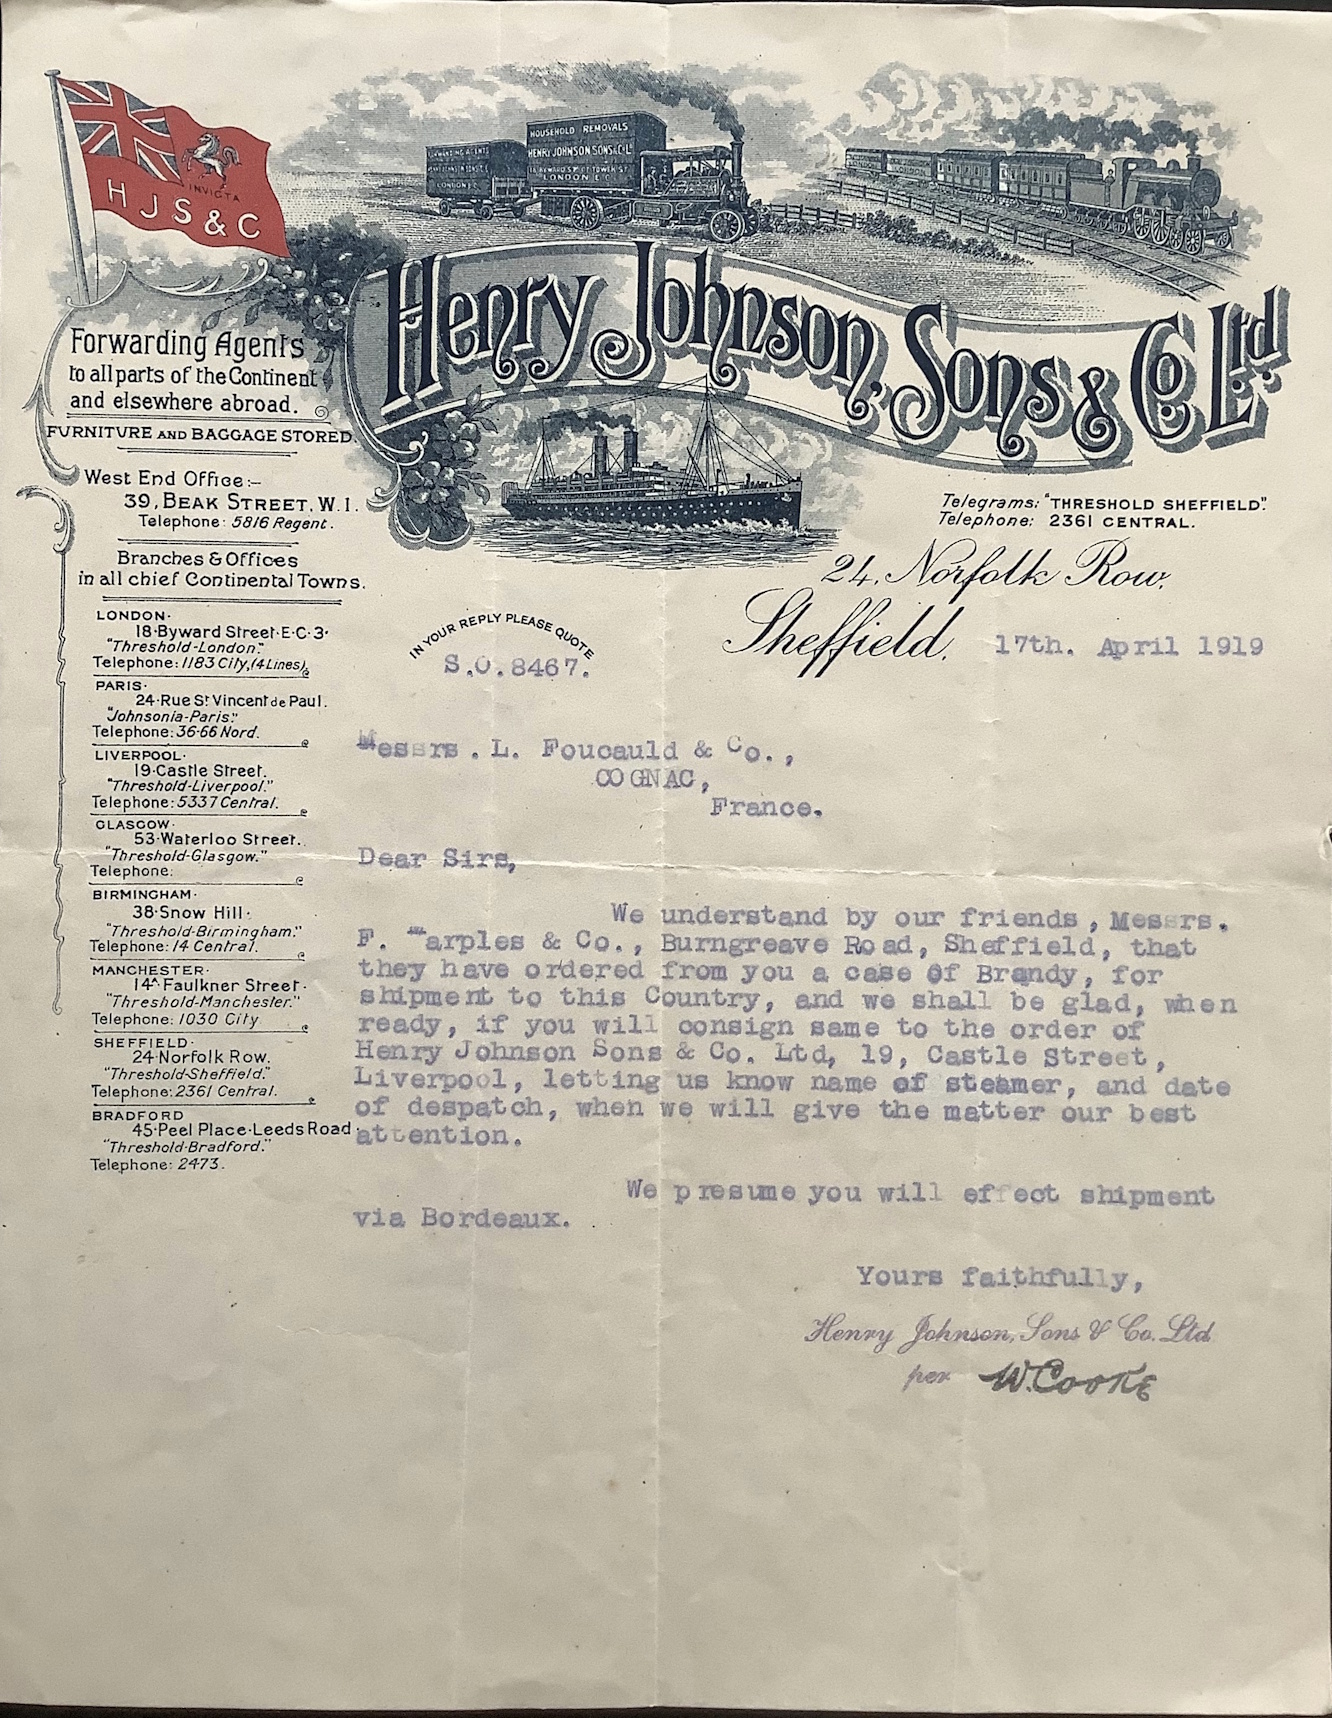 INVICTA
H J S & C
HOUSEHOLD REMOVALS
HENRY JOHNSON SONS & Co LD
LONDON E C
FORWARDING AGENTS
LONDON E.C.
Henry Johnson, Sons & Co. Ltd.
Forwarding Agents
to all parts of the Continent
and elsewhere abroad.
FURNITURE AND BAGGAGE STORED.
West End Office:–
39, BEAK STREET, W.1.
Telephone: 5816 Regent.
Branches & Offices
in all chief Continental Towns.
LONDON·
18·Byward Street·E·C·3·
"Threshold-London."
Telephone: 1183 City, (4 Lines).
PARIS·
24·Rue St Vincent de Paul.
"Johnsonia-Paris."
Telephone: 36-66 Nord.
LIVERPOOL·
19·Castle Street.
"Threshold-Liverpool."
Telephone: 5337 Central.
GLASGOW·
53·Waterloo Street.
"Threshold-Glasgow."
Telephone:
BIRMINGHAM·
38·Snow Hill·
"Threshold-Birmingham."
Telephone: 14 Central.
MANCHESTER·
14A Faulkner Street·
"Threshold-Manchester."
Telephone: 1030 City
SHEFFIELD·
24·Norfolk Row.
"Threshold-Sheffield."
Telephone: 2361 Central.
BRADFORD
45·Peel Place·Leeds Road·
"Threshold-Bradford."
Telephone: 2473.
Telegrams: "THRESHOLD SHEFFIELD".
Telephone: 2361 CENTRAL.
24, Norfolk Row,
Sheffield, 17th. April 1919
IN YOUR REPLY PLEASE QUOTE
S.O.8467.
Messrs. L. Foucauld & Co.,
COGNAC,
France.
Dear Sirs,
We understand by our friends, Messrs.
F. Marples & Co., Burngreave Road, Sheffield, that
they have ordered from you a case of Brandy, for
shipment to this Country, and we shall be glad, when
ready, if you will consign same to the order of
Henry Johnson Sons & Co. Ltd, 19, Castle Street,
Liverpool, letting us know name of steamer, and date
of despatch, when we will give the matter our best
attention.
We presume you will effect shipment
via Bordeaux.
Yours faithfully,
Henry Johnson, Sons & Co. Ltd
per W. Cooke